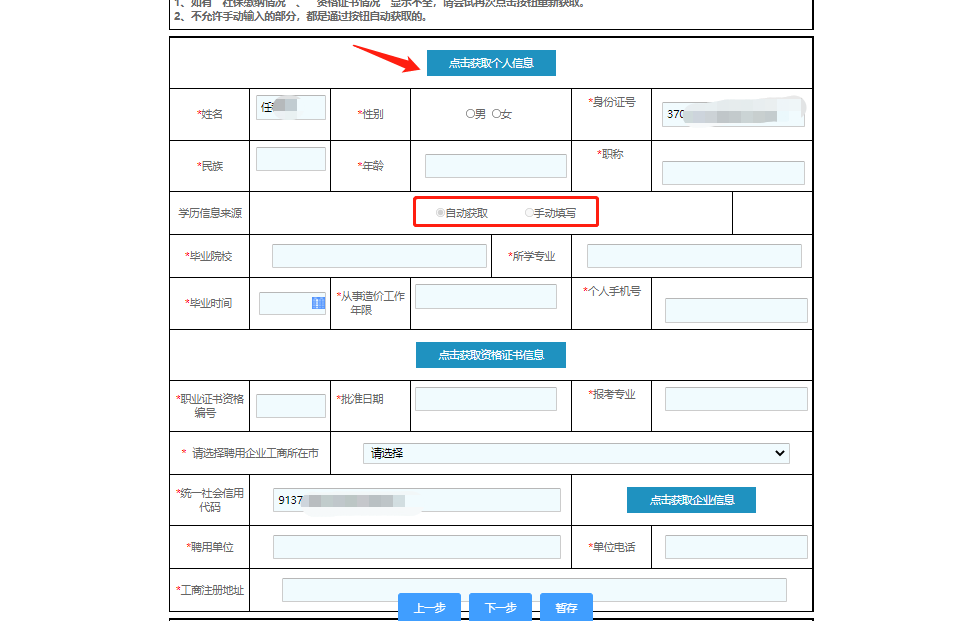 1、如有“社保缴纳情况”、“资格证书情况”显示不全，请尝试再次点击按钮重新获取。
2、不允许手动输入的部分，都是通过按钮自动获取的。
点击获取个人信息
*姓名 任 *性别 男 女 *身份证号 370
*民族 *年龄 *职称
学历信息来源 自动获取 手动填写
*毕业院校 *所学专业
*毕业时间 *从事造价工作年限 *个人手机号
点击获取资格证书信息
*职业证书资格编号 *批准日期 *报考专业
* 请选择聘用企业工商所在市 请选择
*统一社会信用代码 9137 点击获取企业信息
*聘用单位 *单位电话
*工商注册地址
上一步 下一步 暂存